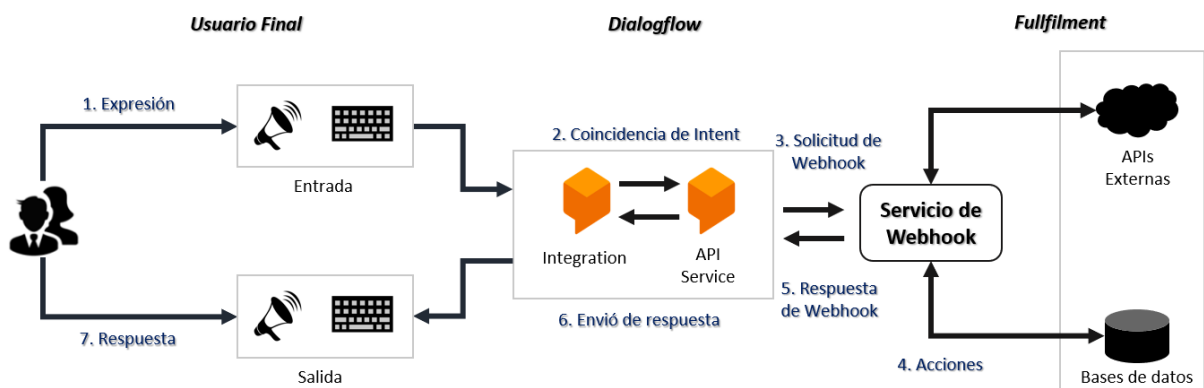 Usuario Final
Dialogflow
Fullfilment
1. Expresión
Entrada
2. Coincidencia de Intent
3. Solicitud de
Webhook
APIs
Externas
Integration
API
Service
Servicio de
Webhook
5. Respuesta
de Webhook
6. Envió de respuesta
7. Respuesta
Salida
4. Acciones
Bases de datos